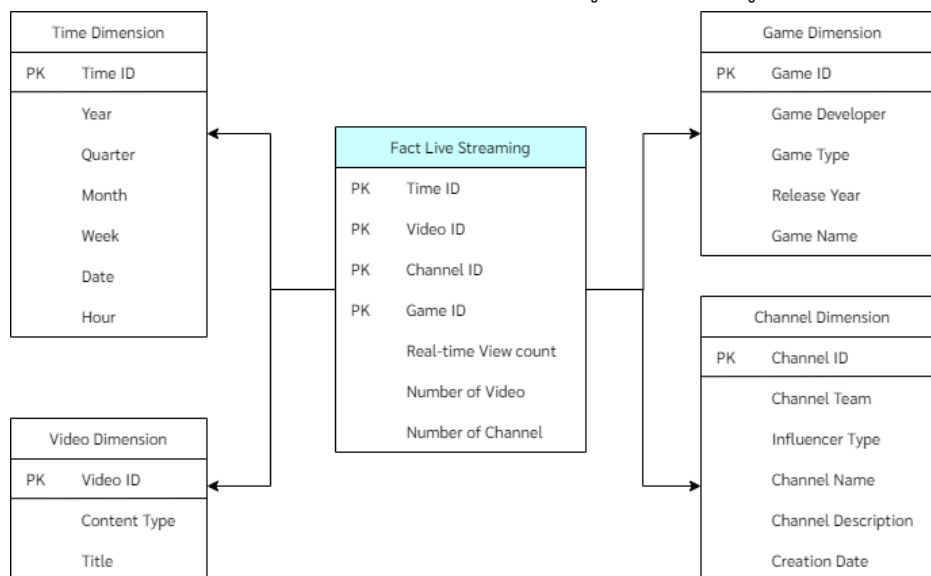 Time Dimension
PK Time ID
Year
Quarter
Month
Week
Date
Hour
Video Dimension
PK Video ID
Content Type
Title
Fact Live Streaming
PK Time ID
PK Video ID
PK Channel ID
PK Game ID
Real-time View count
Number of Video
Number of Channel
Game Dimension
PK Game ID
Game Developer
Game Type
Release Year
Game Name
Channel Dimension
PK Channel ID
Channel Team
Influencer Type
Channel Name
Channel Description
Creation Date